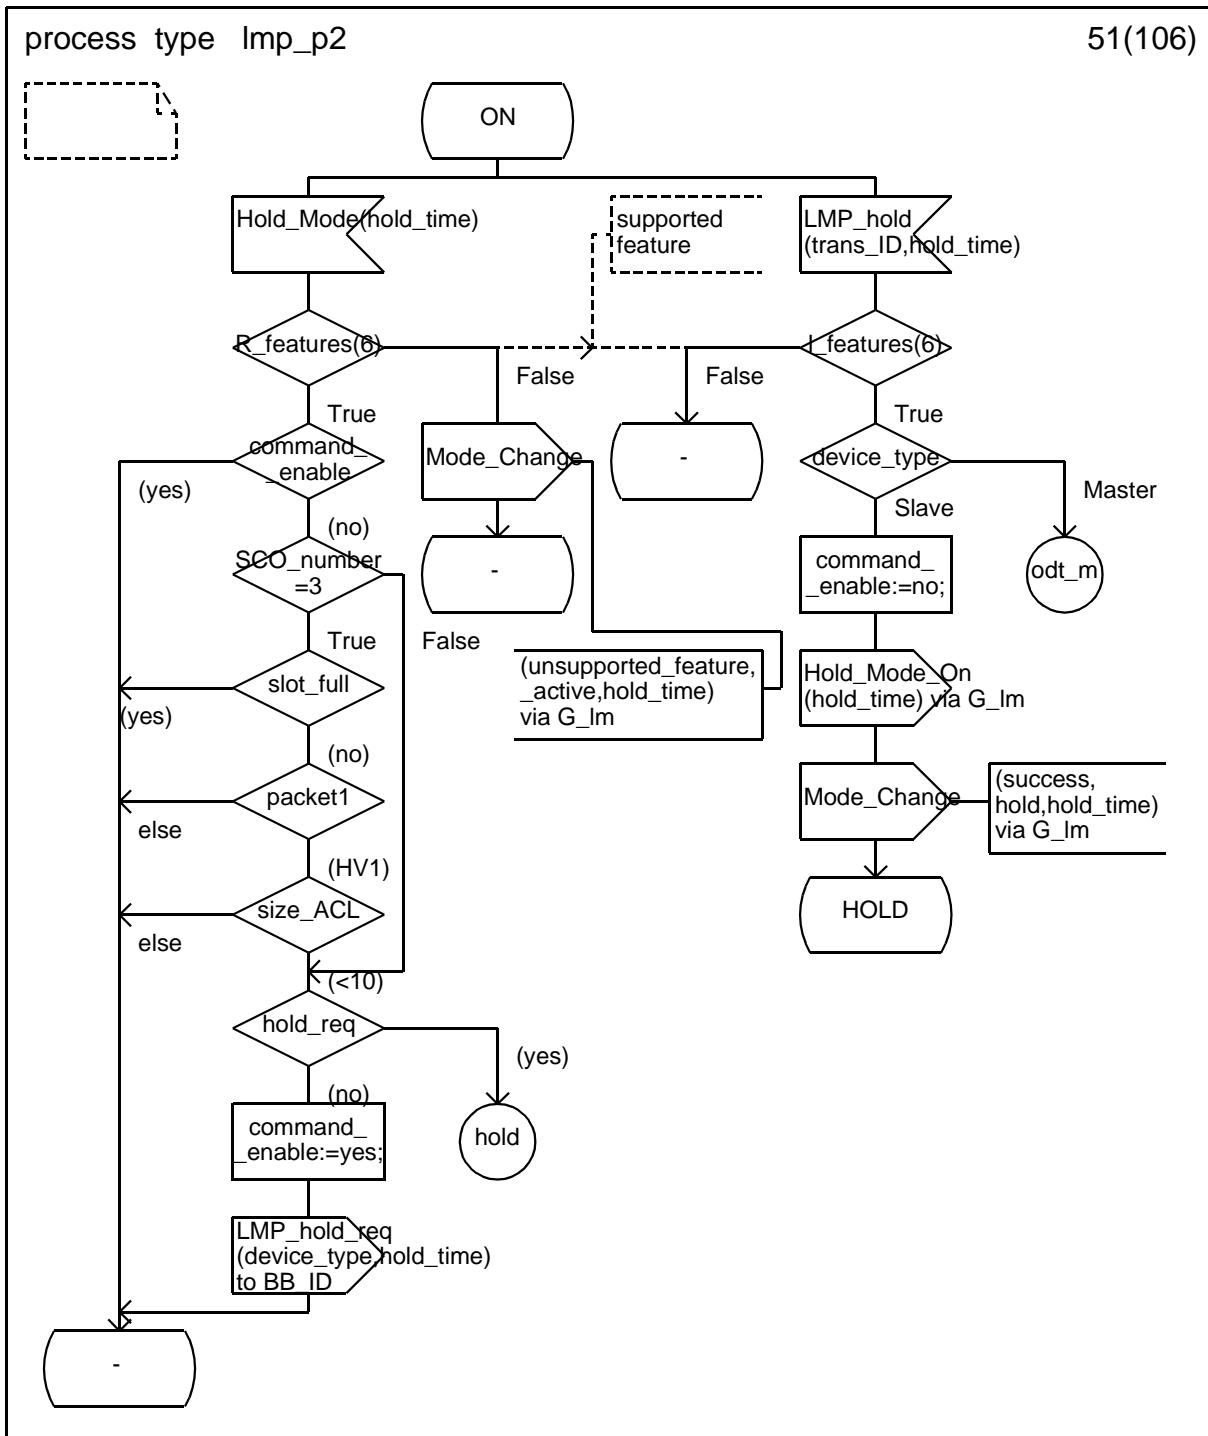 process type lmp_p2
51(106)
ON
Hold_Mode(hold_time)
supported
feature
LMP_hold
(trans_ID,hold_time)
R_features(6)
l_features(6)
False
False
True
True
command_
_enable
Mode_Change
-
device_type
(yes)
Master
Slave
(no)
SCO_number
=3
-
command_
_enable:=no;
odt_m
True
False
(unsupported_feature,
_active,hold_time)
via G_lm
slot_full
Hold_Mode_On
(hold_time) via G_lm
(yes)
(no)
packet1
Mode_Change
(success,
hold,hold_time)
via G_lm
else
(HV1)
size_ACL
HOLD
else
(<10)
hold_req
(yes)
(no)
command_
_enable:=yes;
hold
LMP_hold_req
(device_type,hold_time)
to BB_ID
-